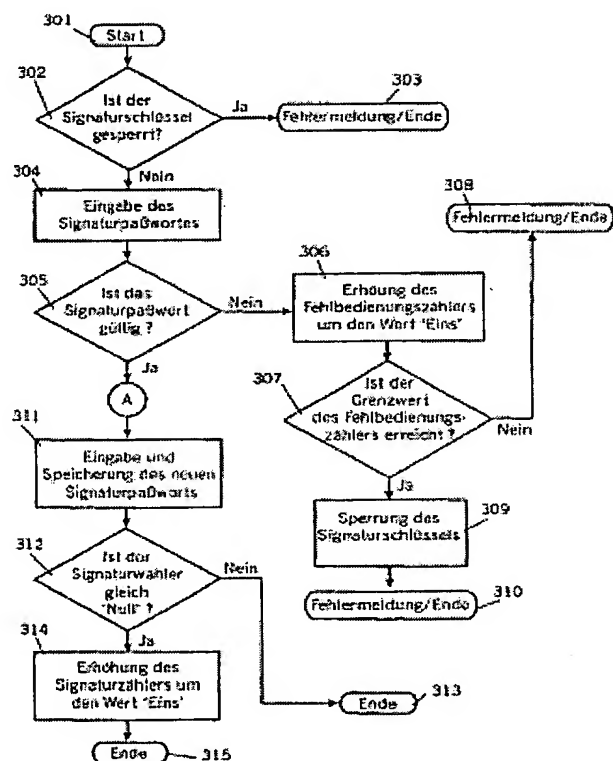 301
Start
302
Ist der
Signaturschlüssel
gesperrt?
Ja
303
Fehlermeldung/Ende
Nein
304
Eingabe des
Signaturpaßwortes
308
Fehlermeldung/Ende
305
Ist das
Signaturpaßwort
gültig ?
Nein
306
Erhöhung des
Fehlbedienungszählers
um den Wert "Eins"
Ja
A
307
Ist der
Grenzwert
des Fehlbedienungs-
zählers erreicht ?
Nein
311
Eingabe und
Speicherung des neuen
Signaturpaßworts
Ja
Sperrung des
Signaturschlüssels
309
312
Ist der
Signaturwähler
gleich
"Null" ?
Nein
Fehlermeldung/Ende
310
Ja
314
Erhöhung des
Signaturzählers um
den Wert "Eins"
Ende
313
Ende
315